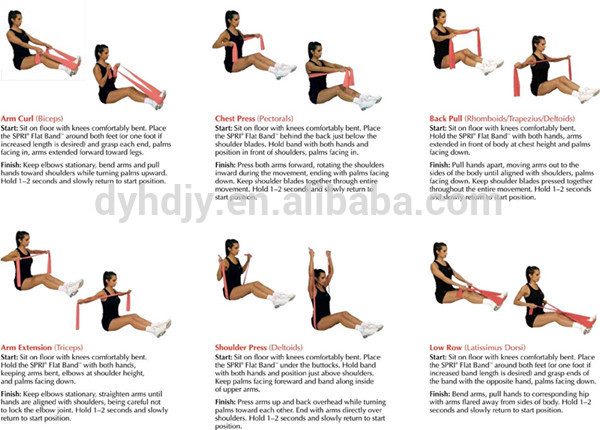 Arm Curl (Biceps)
Start: Sit on floor with knees comfortably bent. Place
the SPRI® Flat Band™ around both feet (or one foot if
increased length is desired) and grasp each end, palms
facing in, arms extended forward toward legs.
Finish: Keep elbows stationary, bend arms and pull
hand toward shoulders while turning palms upward.
Hold 1–2 seconds and slowly return to start position.
Chest Press (Pectorals)
Start: Sit on floor with knees comfortably bent. Place
the SPRI® Flat Band™ behind the back just below the
shoulder blades. Hold band with both hands and
position in front of shoulders, palms facing in.
Finish: Press both arms forward, rotating the shoulders
inward during the movement, ending with palms facing
down. Keep shoulder blades together through entire
movement. Hold 1–2 seconds and slowly return to
start position.
Back Pull (Rhomboids/Trapezius/Deltoids)
Start: Sit on floor with knees comfortably bent.
Hold the SPRI® Flat Band™ with both hands, arms
extended in front of body at chest height and palms
facing down.
Finish: Pull hands apart, moving arms out to the
sides of the body until aligned with shoulders, palms
facing down. Keep shoulder blades pressed together
throughout the entire movement. Hold 1–2 seconds
and slowly return to start position.
dyhdjy.en.alibaba.com
Arm Extension (Triceps)
Start: Sit on floor with knees comfortably bent.
Hold the SPRI® Flat Band™ with both hands,
keeping arms bent, elbows at shoulder height,
and palms facing down.
Finish: Keep elbows stationary, straighten arms until
hands are aligned with shoulders, being careful not
to lock the elbow joint. Hold 1–2 seconds and slowly
return to start position.
Shoulder Press (Deltoids)
Start: Sit on floor with knees comfortably bent. Place
the SPRI® Flat Band™ under the buttocks. Hold band
with both hands and position just above shoulders.
Keep palms facing forward and band along inside
of upper arms.
Finish: Press arms up and back overhead while turning
palms toward each other. End with arms directly over
shoulders. Hold 1–2 seconds and slowly return to start
position.
Low Row (Latissimus Dorsi)
Start: Sit on floor with knees comfortably bent. Place
the SPRI® Flat Band™ around both feet (or one foot if
increased band length is desired) and grasp ends of
the band with the opposite hand, palms facing down.
Finish: Bend arms, pull hands to corresponding hip
with arms flared away from sides of body. Hold 1–2
seconds and slowly return to start position.